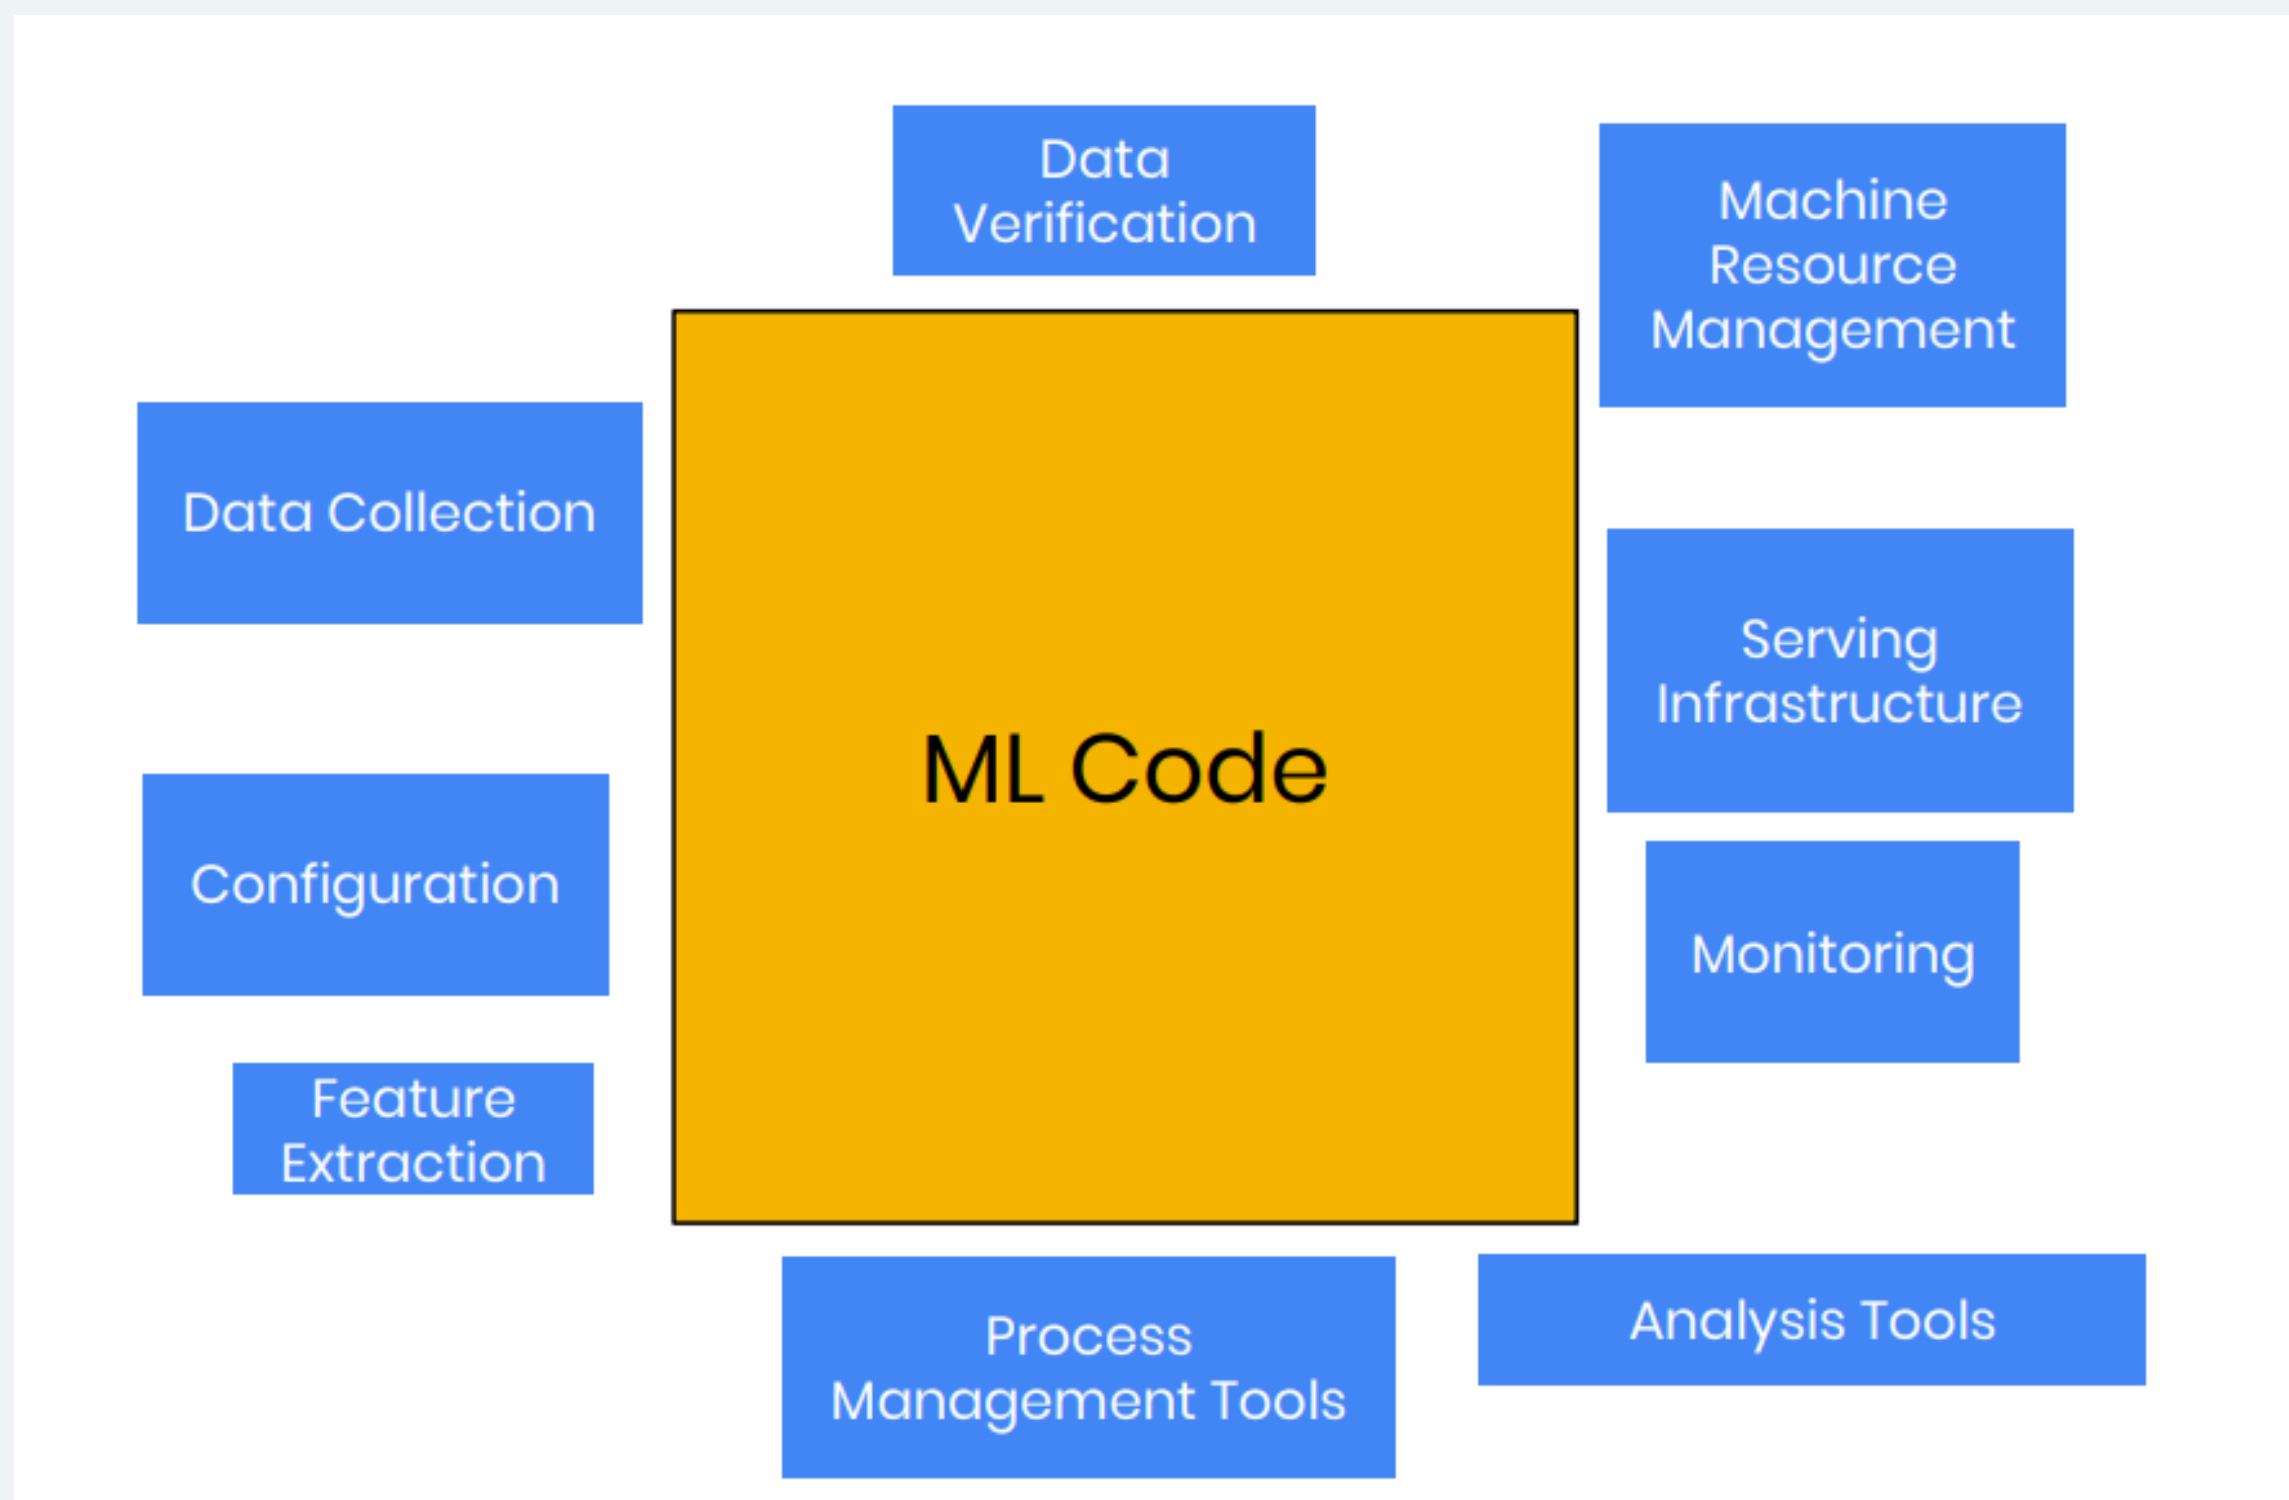 Data
Verification
Machine
Resource
Management
Data Collection
Serving
Infrastructure
ML Code
Configuration
Monitoring
Feature
Extraction
Process
Management Tools
Analysis Tools